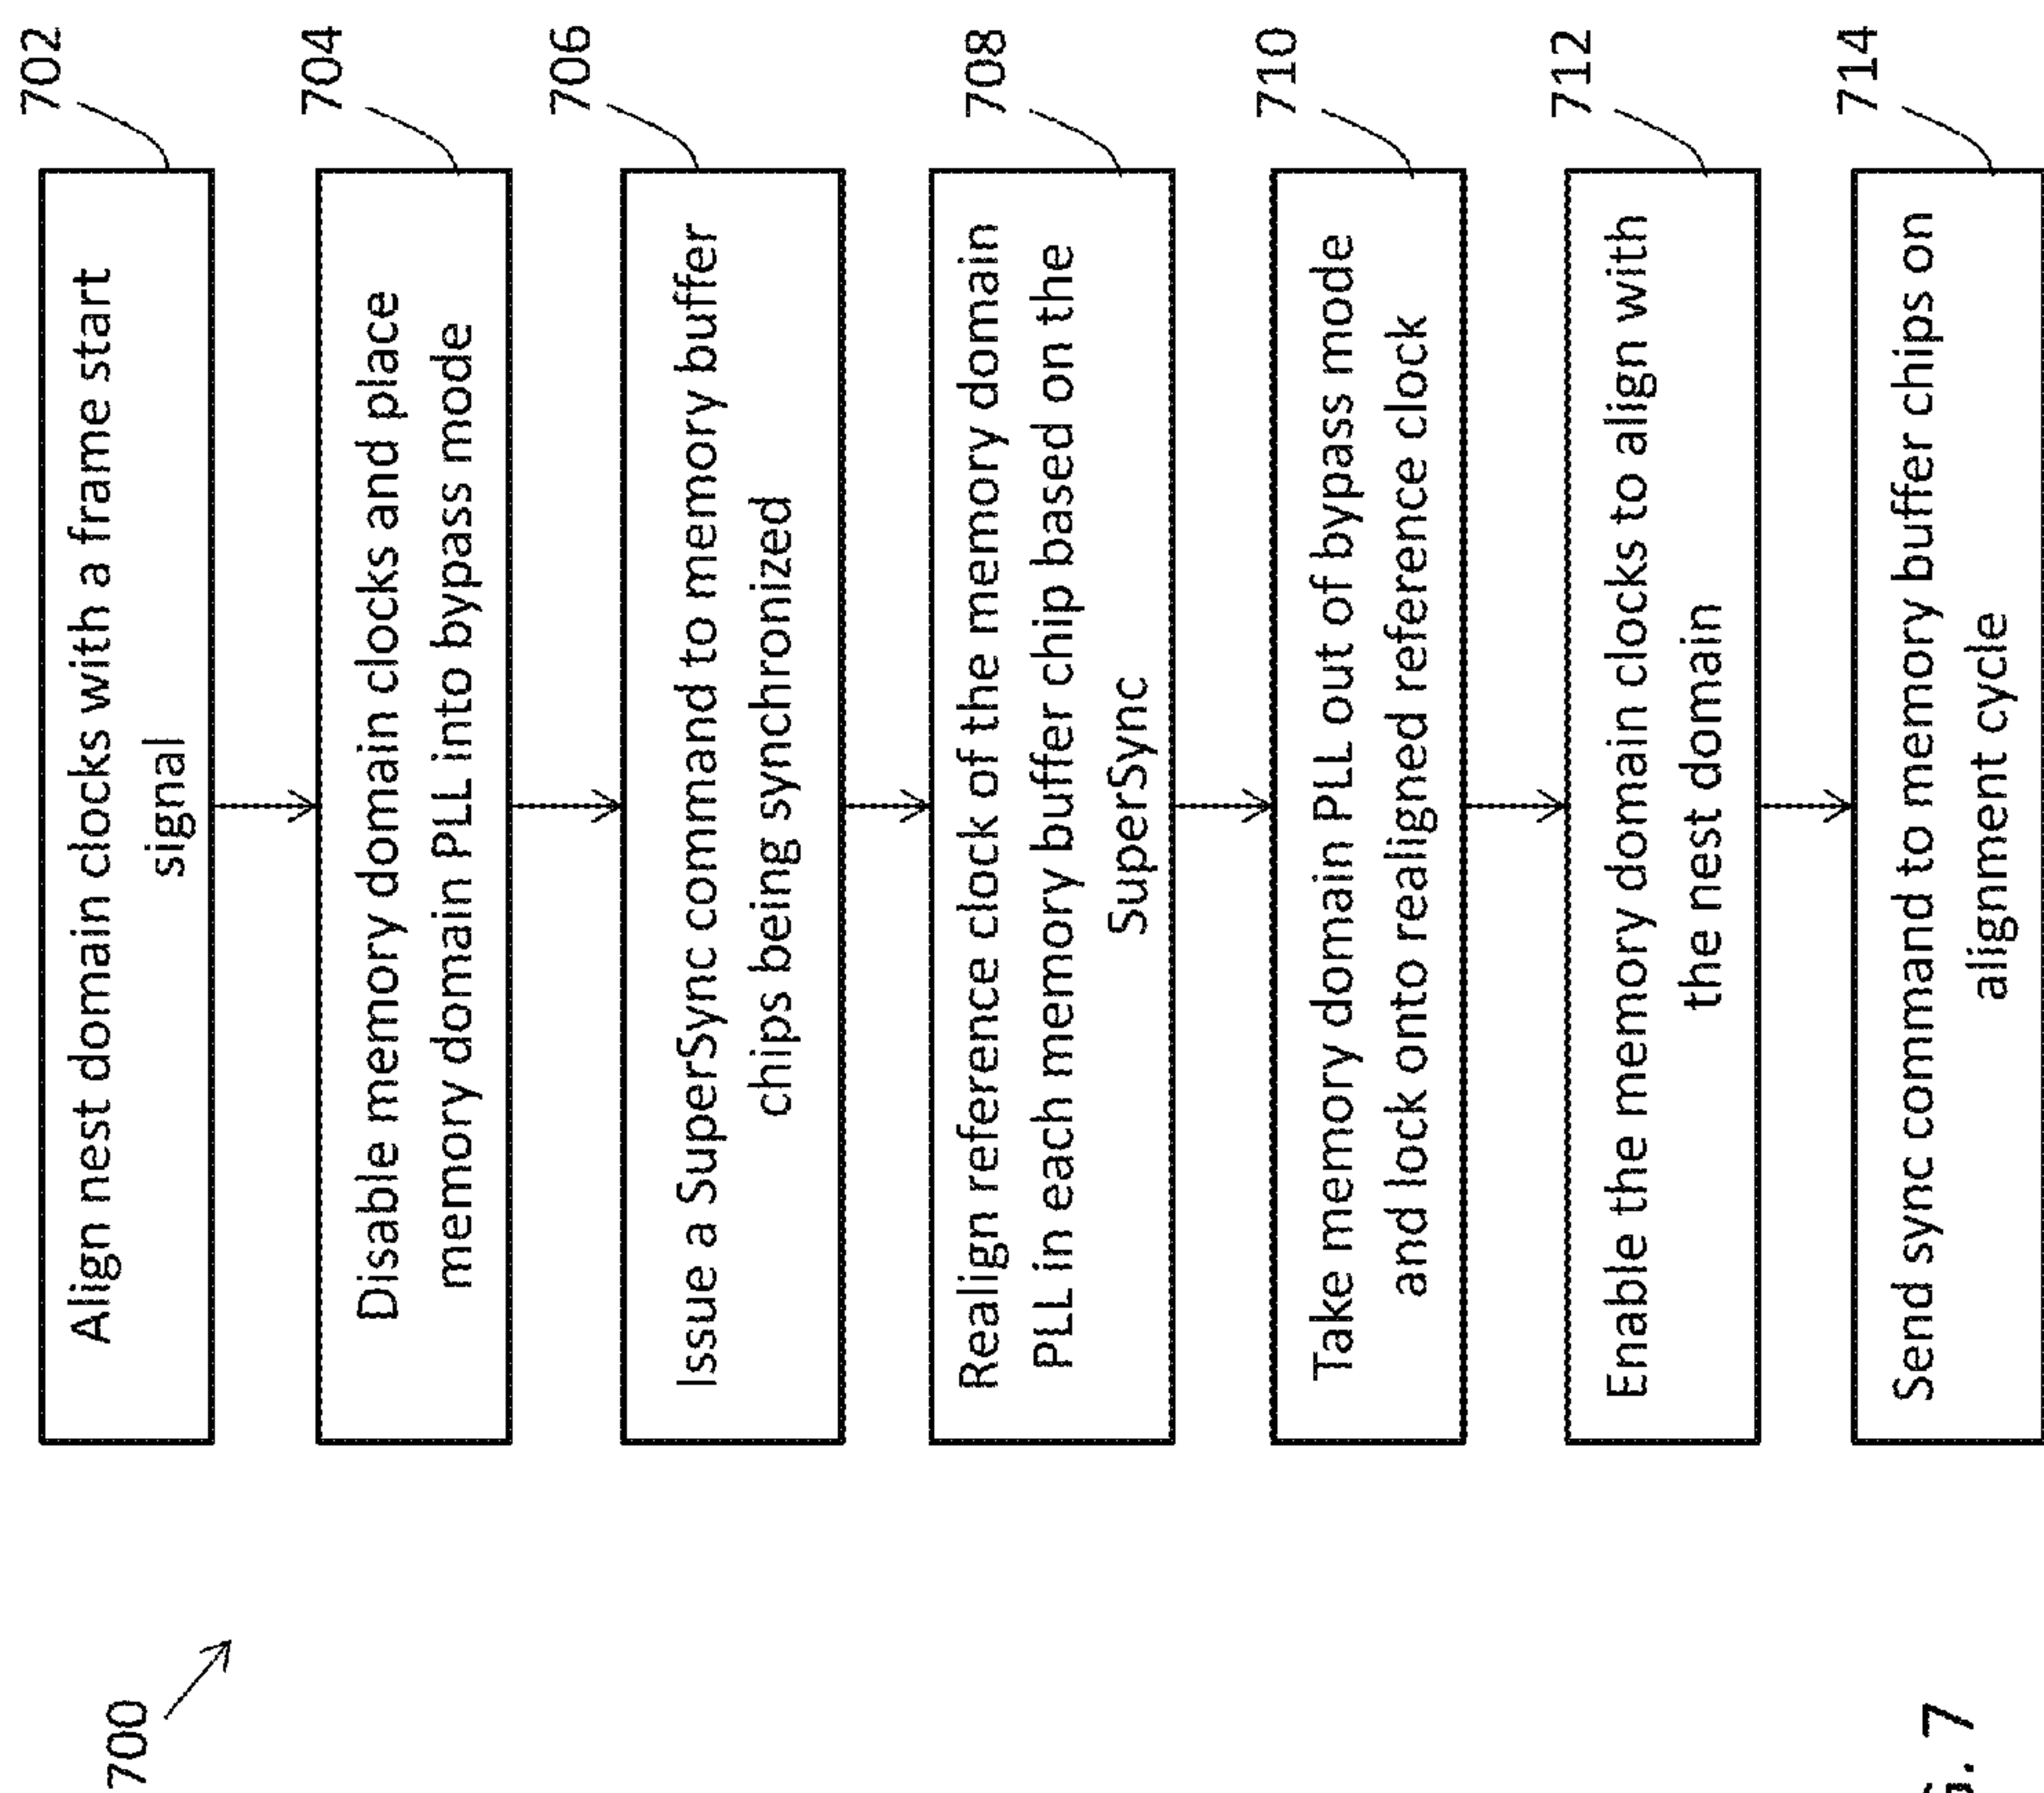 700
702
Align nest domain clocks with a frame start
signal
704
Disable memory domain clocks and place
memory domain PLL into bypass mode
706
Issue a SuperSync command to memory buffer
chips being synchronized
708
Realign reference clock of the memory domain
PLL in each memory buffer chip based on the
SuperSync
710
Take memory domain PLL out of bypass mode
and lock onto realigned reference clock
712
Enable the memory domain clocks to align with
the nest domain
714
Send sync command to memory buffer chips on
alignment cycle
. 7